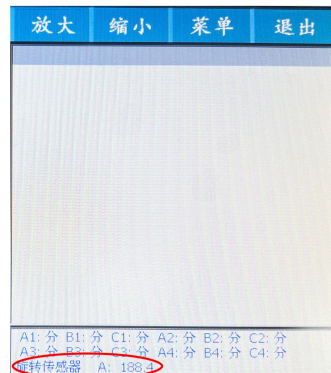 放大 缩小 菜单 退出
A1: 分 B1: 分 C1: 分 A2: 分 B2: 分 C2: 分
A3: 分 B3: 分 C3: 分 A4: 分 B4: 分 C4: 分
旋转传感器 A: 188.4